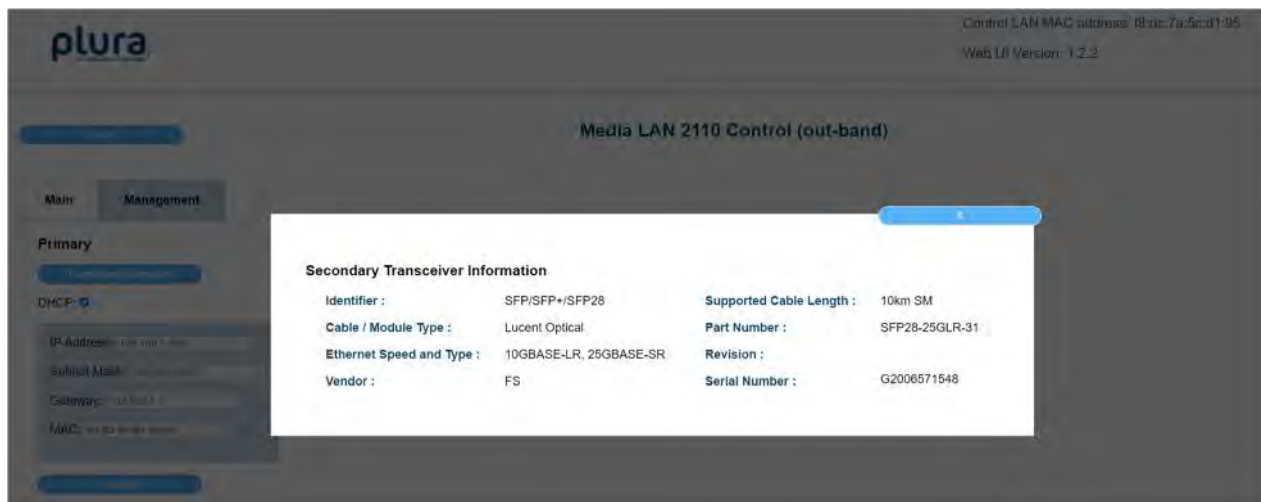 plura
Control LAN MAC address: f8:dc:7a:5c:d1:95
Web UI Version: 1.2.2
Media LAN 2110 Control (out-band)
Main Management
Primary
DHCP:
IP Address:
Subnet Mask:
Gateway:
MAC:
X
Secondary Transceiver Information
Identifier : SFP/SFP+/SFP28 Supported Cable Length : 10km SM
Cable / Module Type : Lucent Optical Part Number : SFP28-25GLR-31
Ethernet Speed and Type : 10GBASE-LR, 25GBASE-SR Revision :
Vendor : FS Serial Number : G2006571548